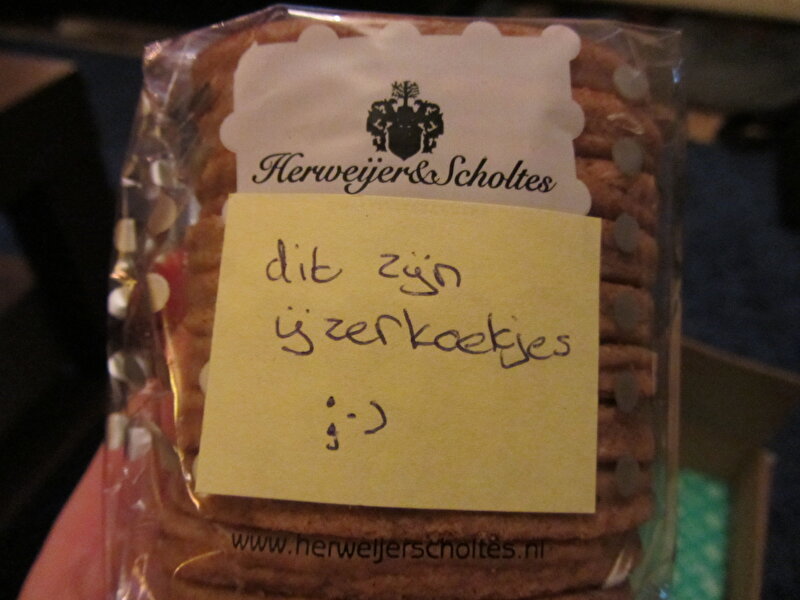 Herweijer&Scholtes
dit zijn
ijzerkoekjes
;-)
www.herweijerscholtes.nl